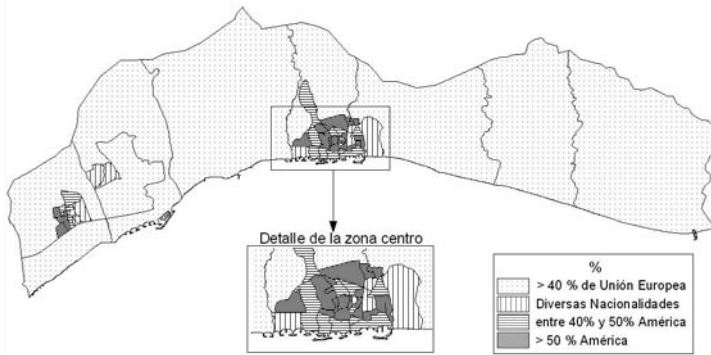 Detalle de la zona centro
%
> 40 % de Unión Europea
Diversas Nacionalidades
entre 40% y 50% América
> 50 % América